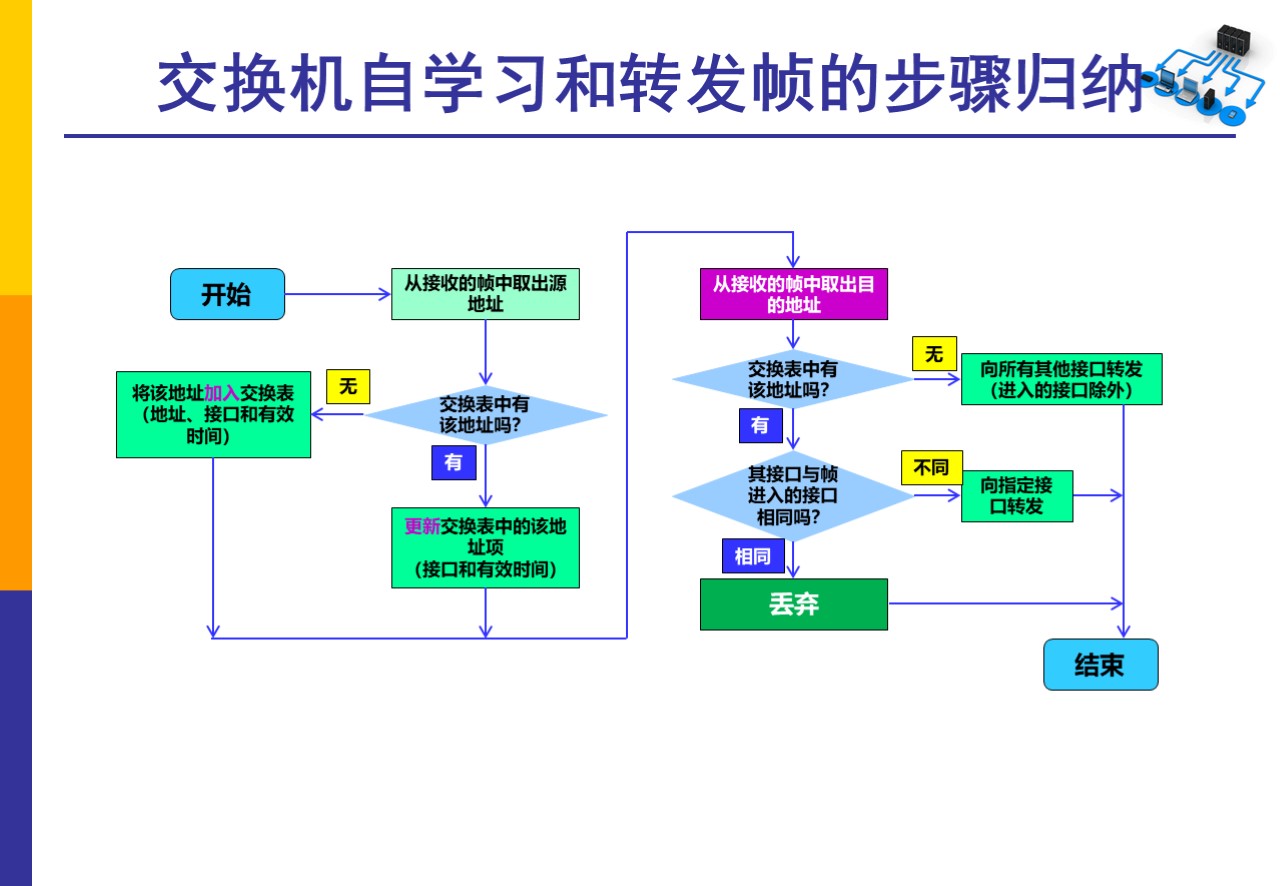 交换机自学习和转发帧的步骤归纳
开始
从接收的帧中取出源
地址
交换表中有
该地址吗?
无
将该地址加入交换表
(地址、接口和有效
时间)
有
更新交换表中的该地
址项
(接口和有效时间)
从接收的帧中取出目
的地址
交换表中有
该地址吗?
无
向所有其他接口转发
(进入的接口除外)
有
其接口与帧
进入的接口
相同吗?
不同
向指定接
口转发
相同
丢弃
结束